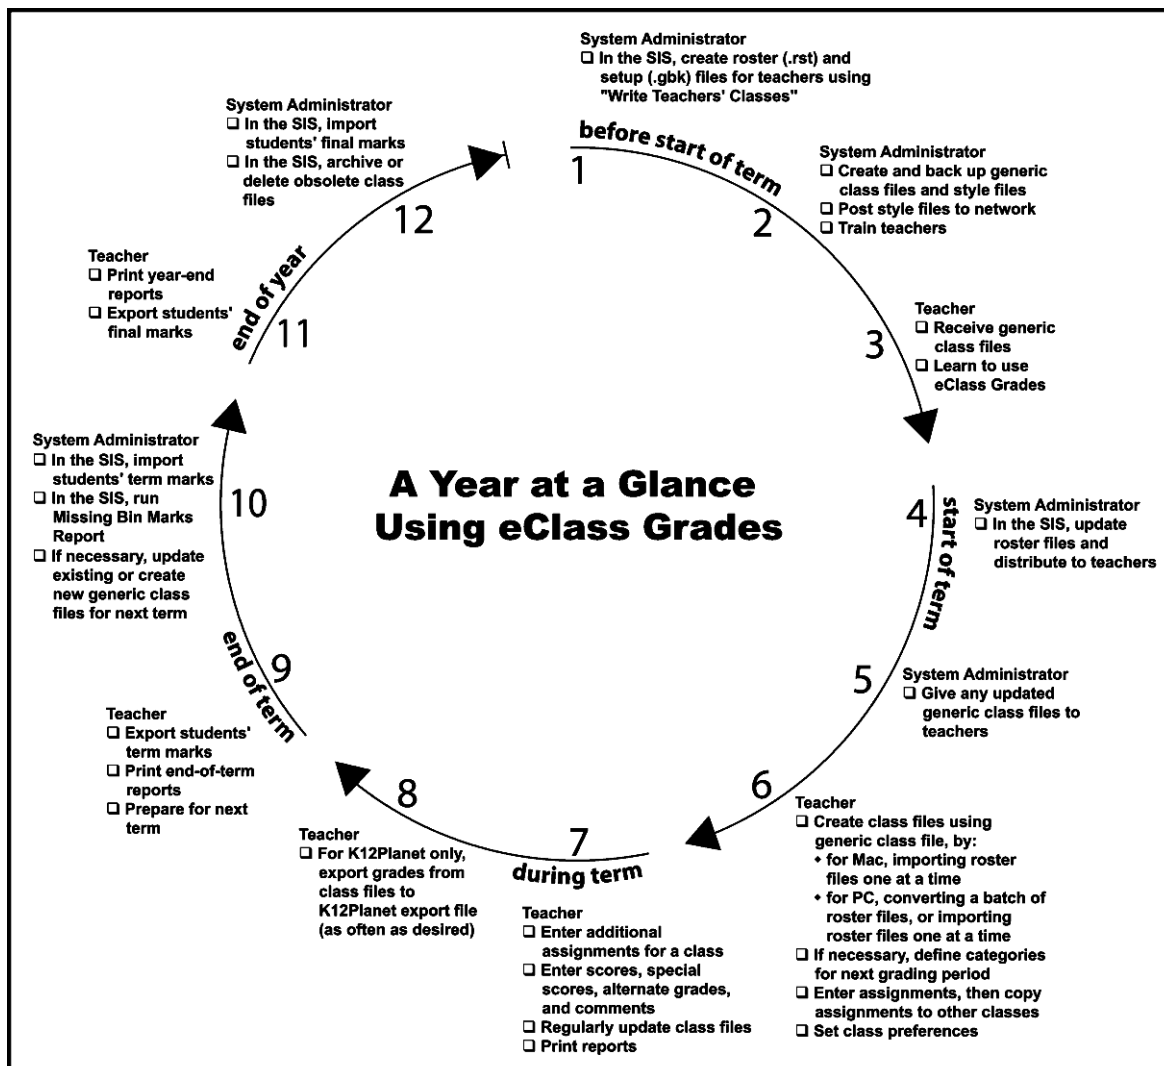 System Administrator
❑ In the SIS, create roster (.rst) and
setup (.gbk) files for teachers using
"Write Teachers' Classes"
before start of term
1
System Administrator
❑ Create and back up generic
class files and style files
❑ Post style files to network
❑ Train teachers
2
Teacher
❑ Receive generic
class files
❑ Learn to use
eClass Grades
3
A Year at a Glance
Using eClass Grades
start of term
4
System Administrator
❑ In the SIS, update
roster files and
distribute to teachers
5
System Administrator
❑ Give any updated
generic class files to
teachers
6
Teacher
❑ Create class files using
generic class file, by:
◆ for Mac, importing roster
files one at a time
◆ for PC, converting a batch of
roster files, or importing
roster files one at a time
❑ If necessary, define categories
for next grading period
❑ Enter assignments, then copy
assignments to other classes
❑ Set class preferences
7
during term
Teacher
❑ Enter additional
assignments for a class
❑ Enter scores, special
scores, alternate grades,
and comments
❑ Regularly update class files
❑ Print reports
8
Teacher
❑ For K12Planet only,
export grades from
class files to
K12Planet export file
(as often as desired)
9
end of term
Teacher
❑ Export students'
term marks
❑ Print end-of-term
reports
❑ Prepare for next
term
10
System Administrator
❑ In the SIS, import
students' term marks
❑ In the SIS, run
Missing Bin Marks
Report
❑ If necessary, update
existing or create
new generic class
files for next term
11
end of year
Teacher
❑ Print year-end
reports
❑ Export students'
final marks
12
System Administrator
❑ In the SIS, import
students' final marks
❑ In the SIS, archive or
delete obsolete class
files